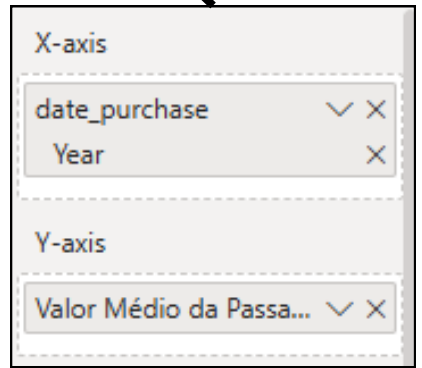 X-axis
date_purchase
Year
Y-axis
Valor Médio da Passa...